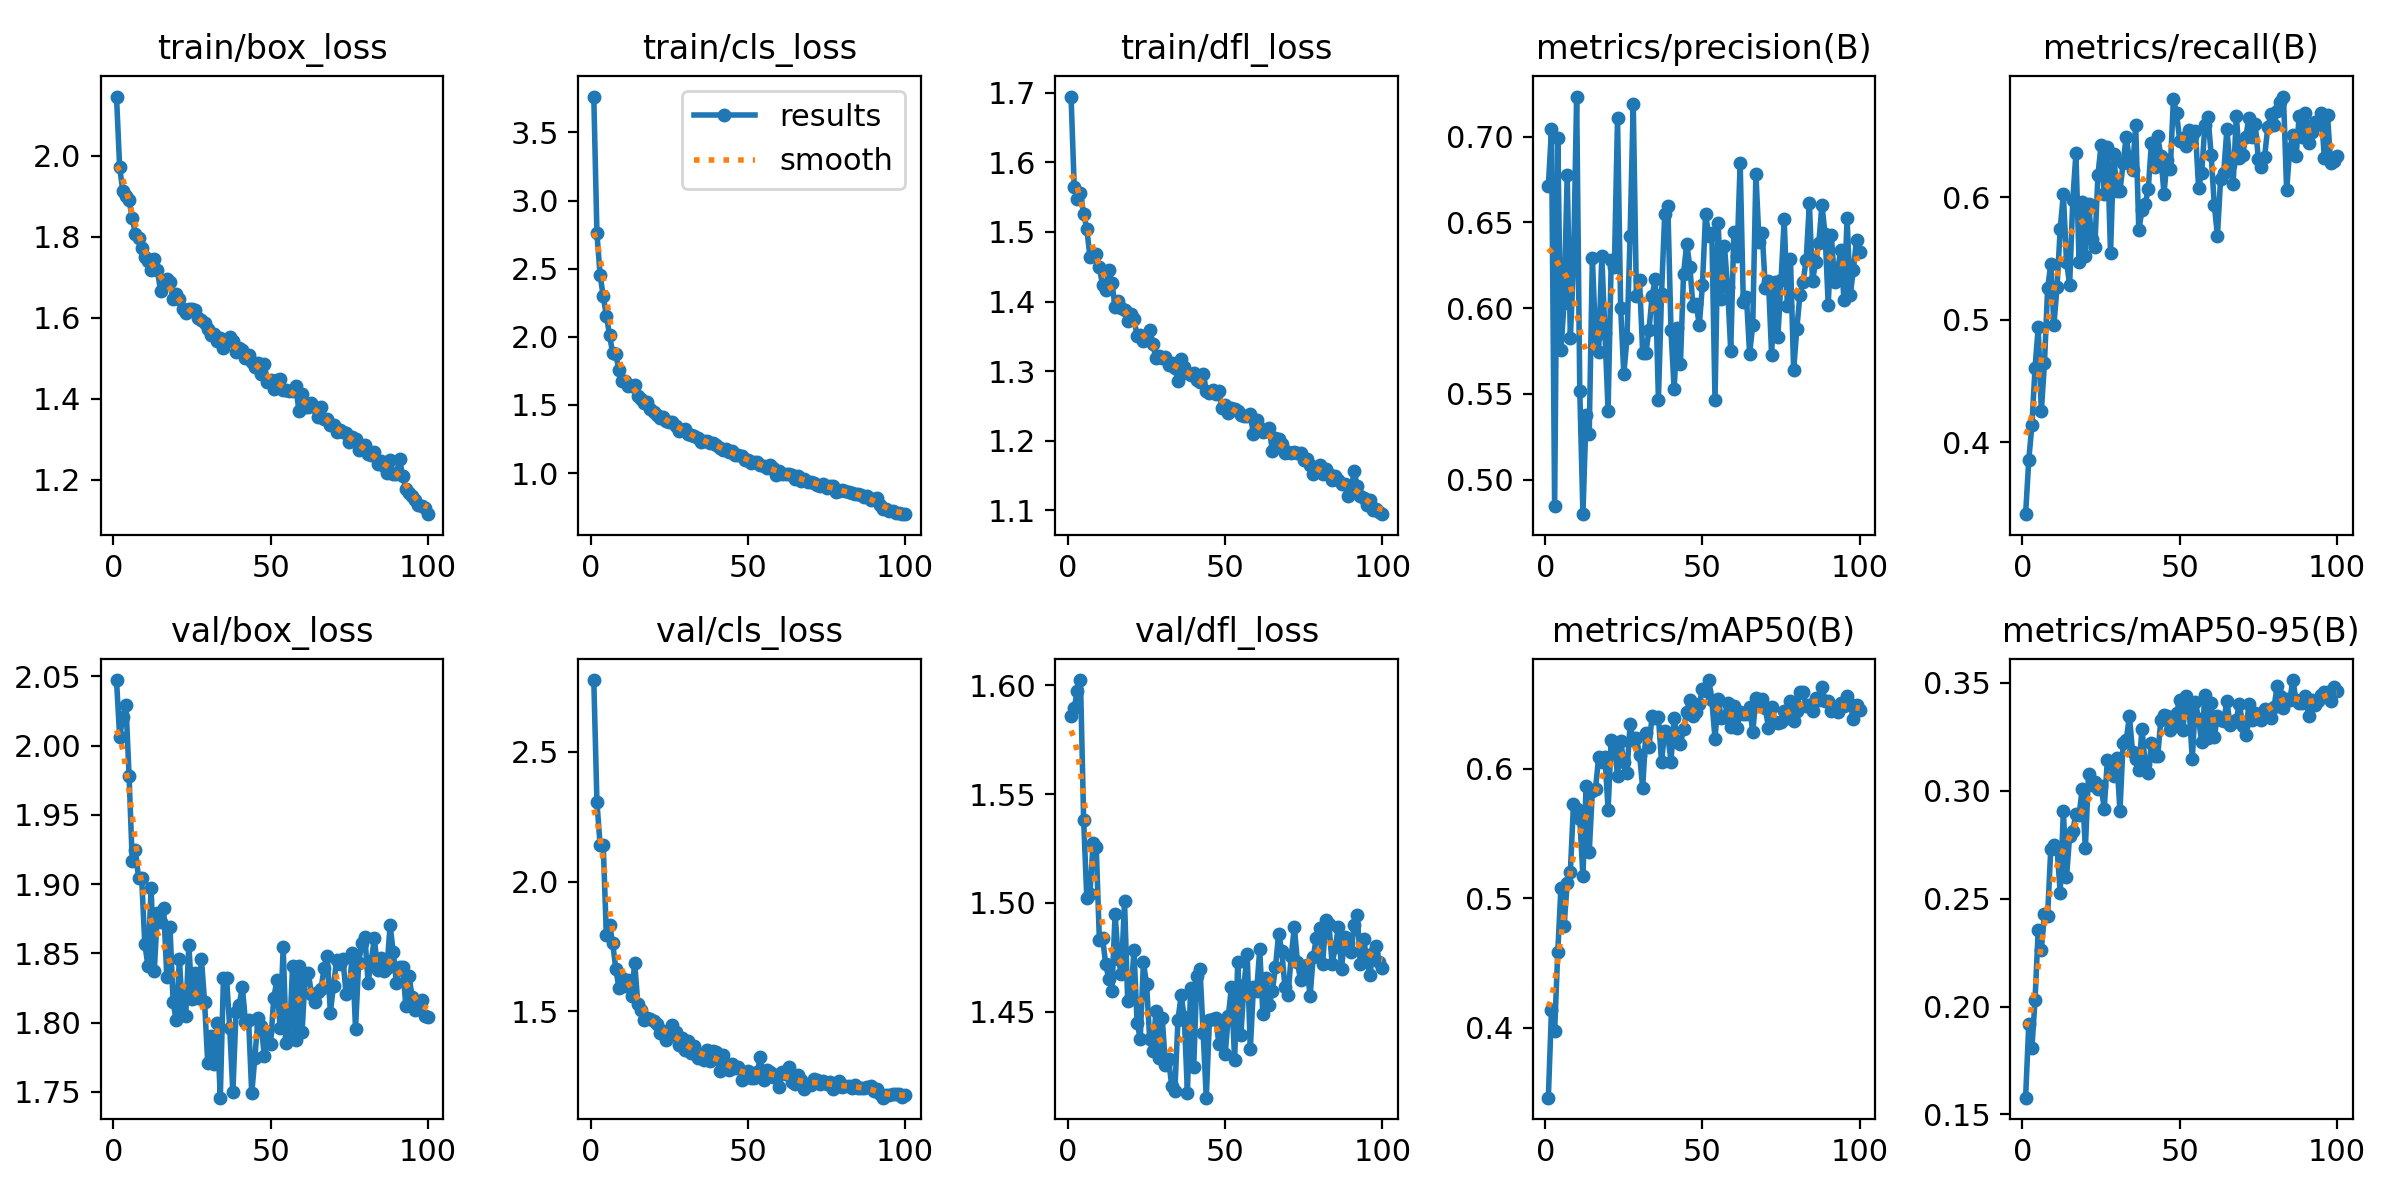 train/box_loss
2.0
1.8
1.6
1.4
1.2
0 50 100
train/cls_loss
results
smooth
3.5
3.0
2.5
2.0
1.5
1.0
0 50 100
train/dfl_loss
1.7
1.6
1.5
1.4
1.3
1.2
1.1
0 50 100
metrics/precision(B)
0.70
0.65
0.60
0.55
0.50
0 50 100
metrics/recall(B)
0.6
0.5
0.4
0 50 100
val/box_loss
2.05
2.00
1.95
1.90
1.85
1.80
1.75
0 50 100
val/cls_loss
2.5
2.0
1.5
0 50 100
val/dfl_loss
1.60
1.55
1.50
1.45
0 50 100
metrics/mAP50(B)
0.6
0.5
0.4
0 50 100
metrics/mAP50-95(B)
0.35
0.30
0.25
0.20
0.15
0 50 100